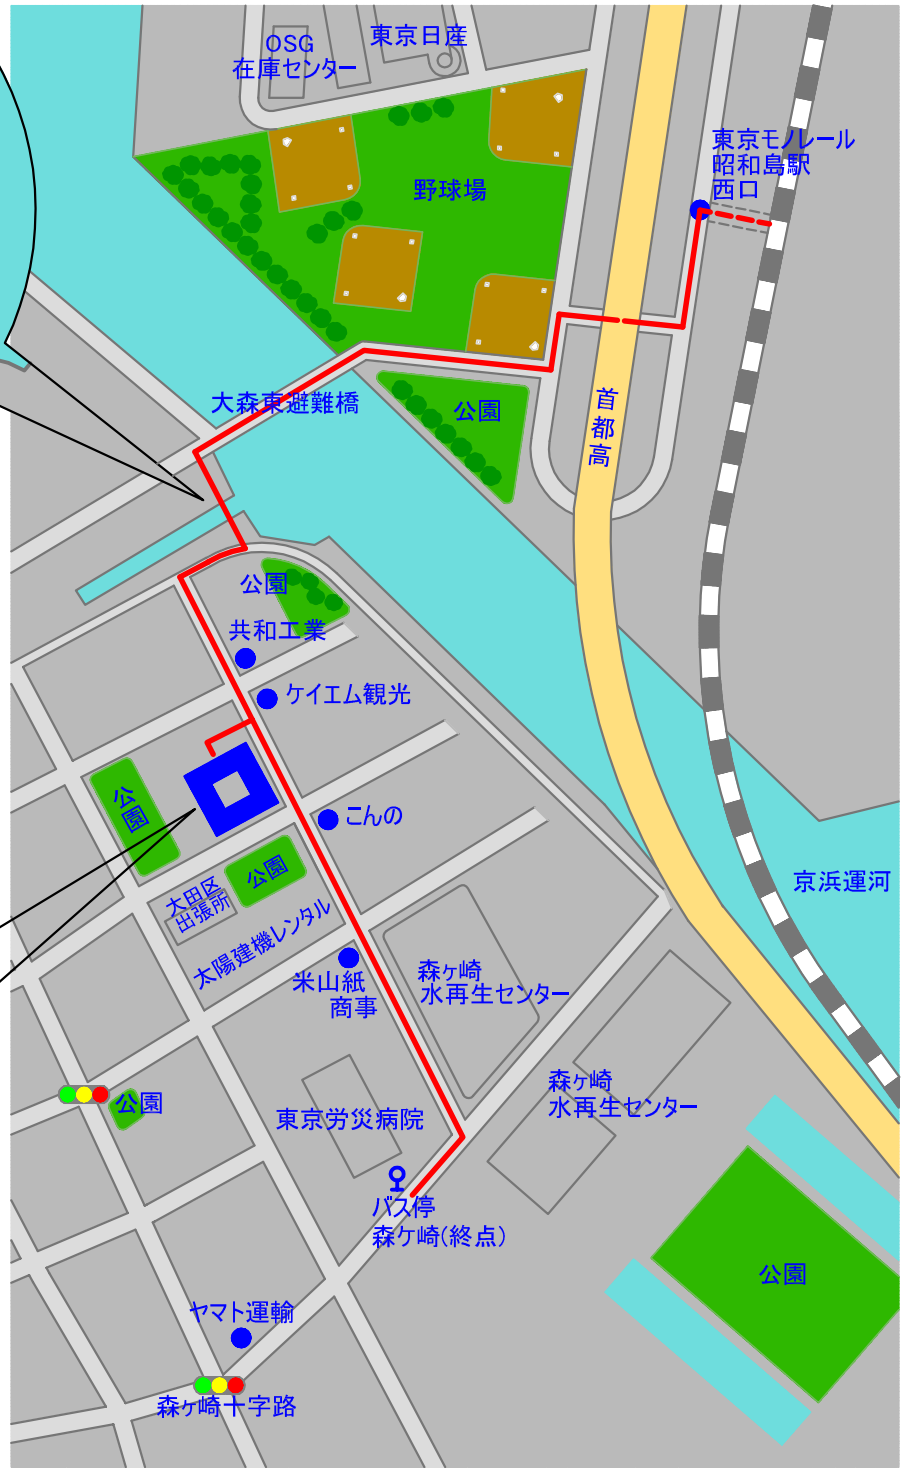 東京日産
OSG
在庫センター
東京モノレール
昭和島駅
西口
野球場
大森東避難橋
公園
首都高
公園
共和工業
ケイエム観光
公園
こんの
公園
大田区
出張所
京浜運河
太陽建機レンタル
米山紙
商事
森ヶ崎
水再生センター
森ヶ崎
水再生センター
公園
東京労災病院
バス停
森ケ崎(終点)
公園
ヤマト運輸
森ヶ崎十字路